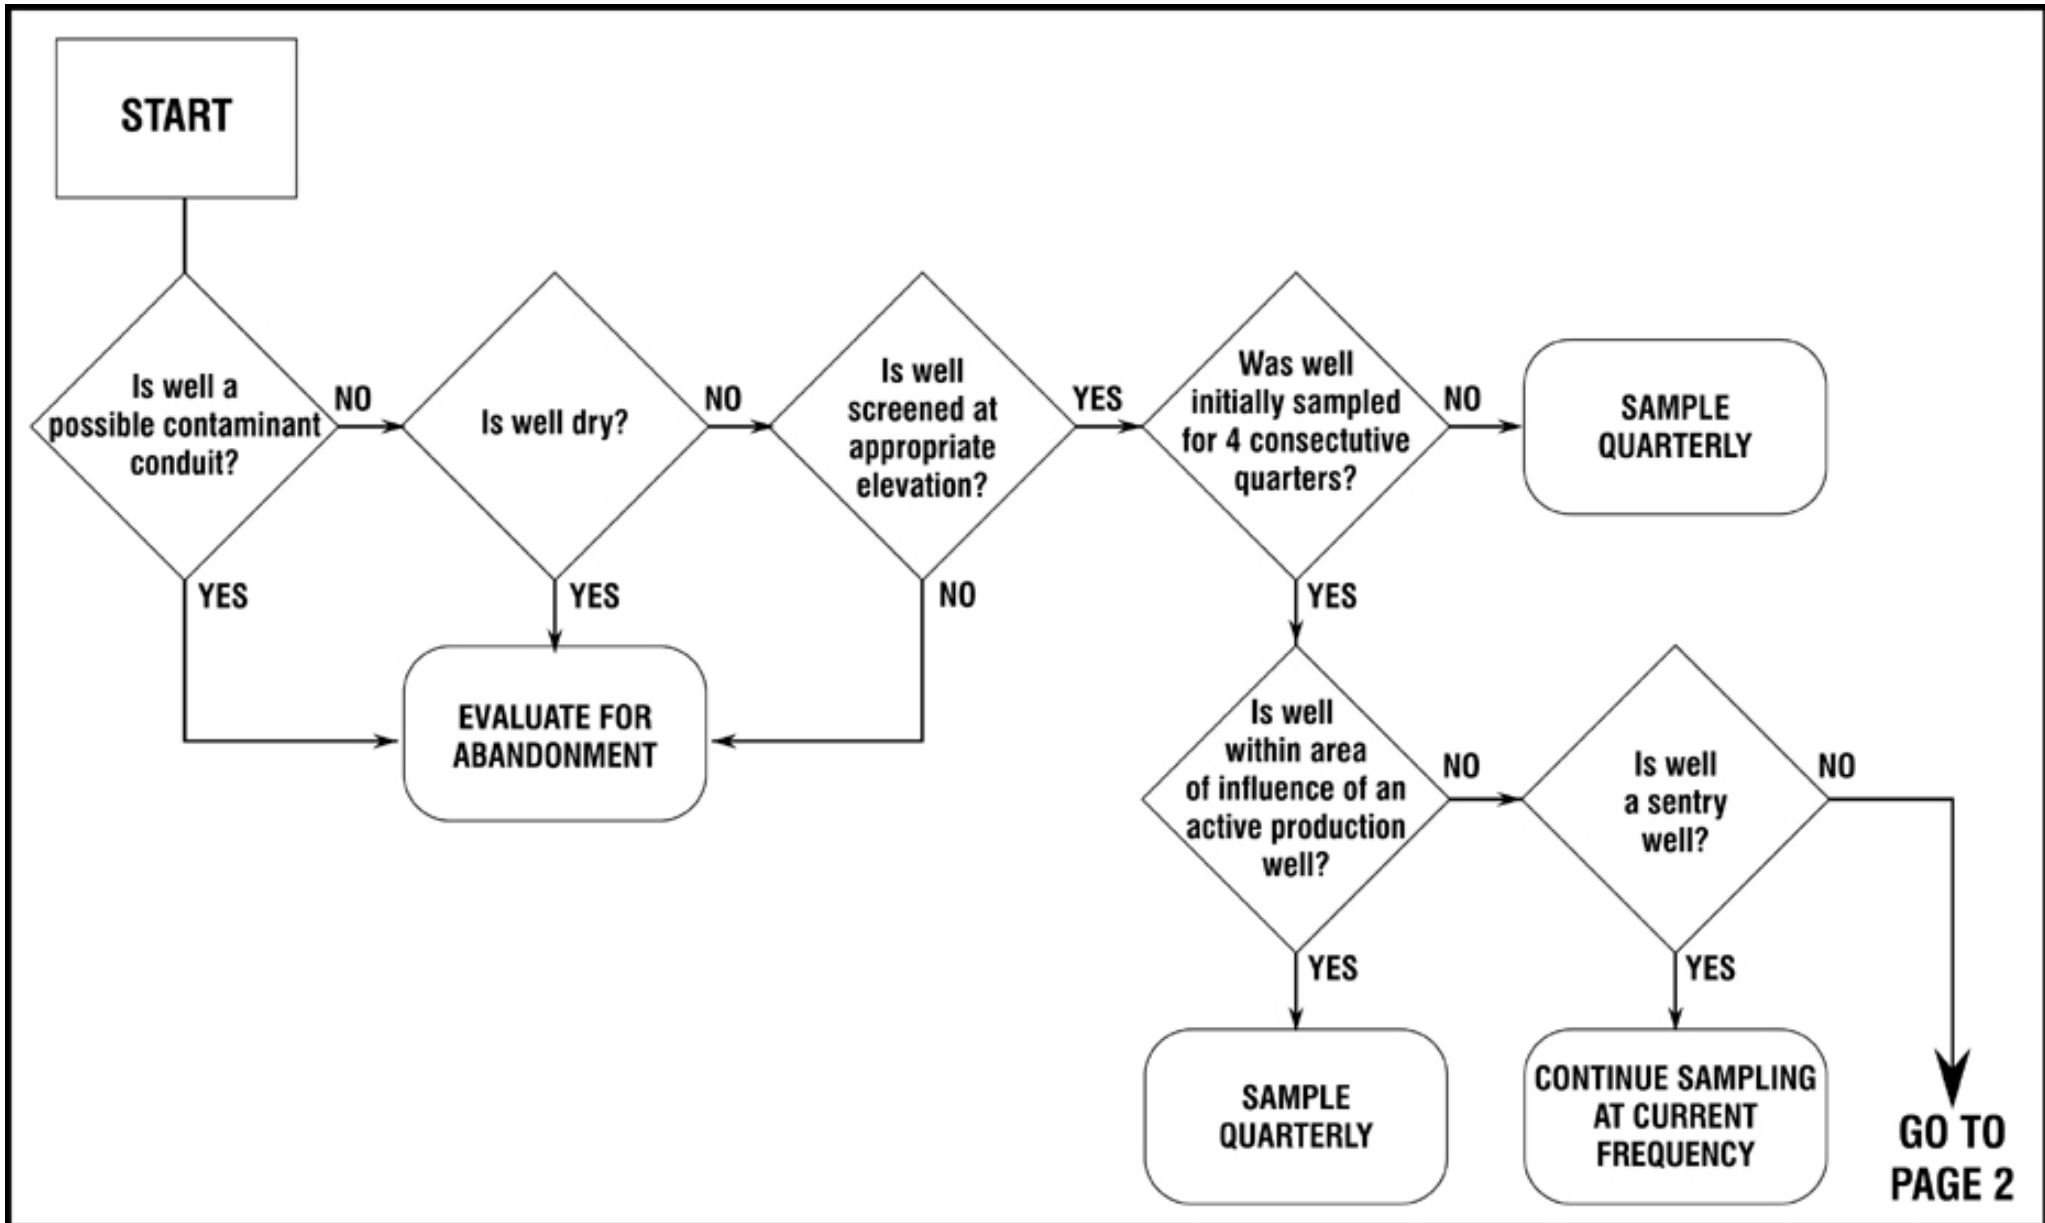 START
Is well a
possible contaminant
conduit?
NO
YES
Is well dry?
NO
YES
Is well
screened at
appropriate
elevation?
YES
NO
Was well
initially sampled
for 4 consectutive
quarters?
NO
YES
SAMPLE
QUARTERLY
EVALUATE FOR
ABANDONMENT
Is well
within area
of influence of an
active production
well?
NO
YES
Is well
a sentry
well?
NO
YES
SAMPLE
QUARTERLY
CONTINUE SAMPLING
AT CURRENT
FREQUENCY
GO TO
PAGE 2